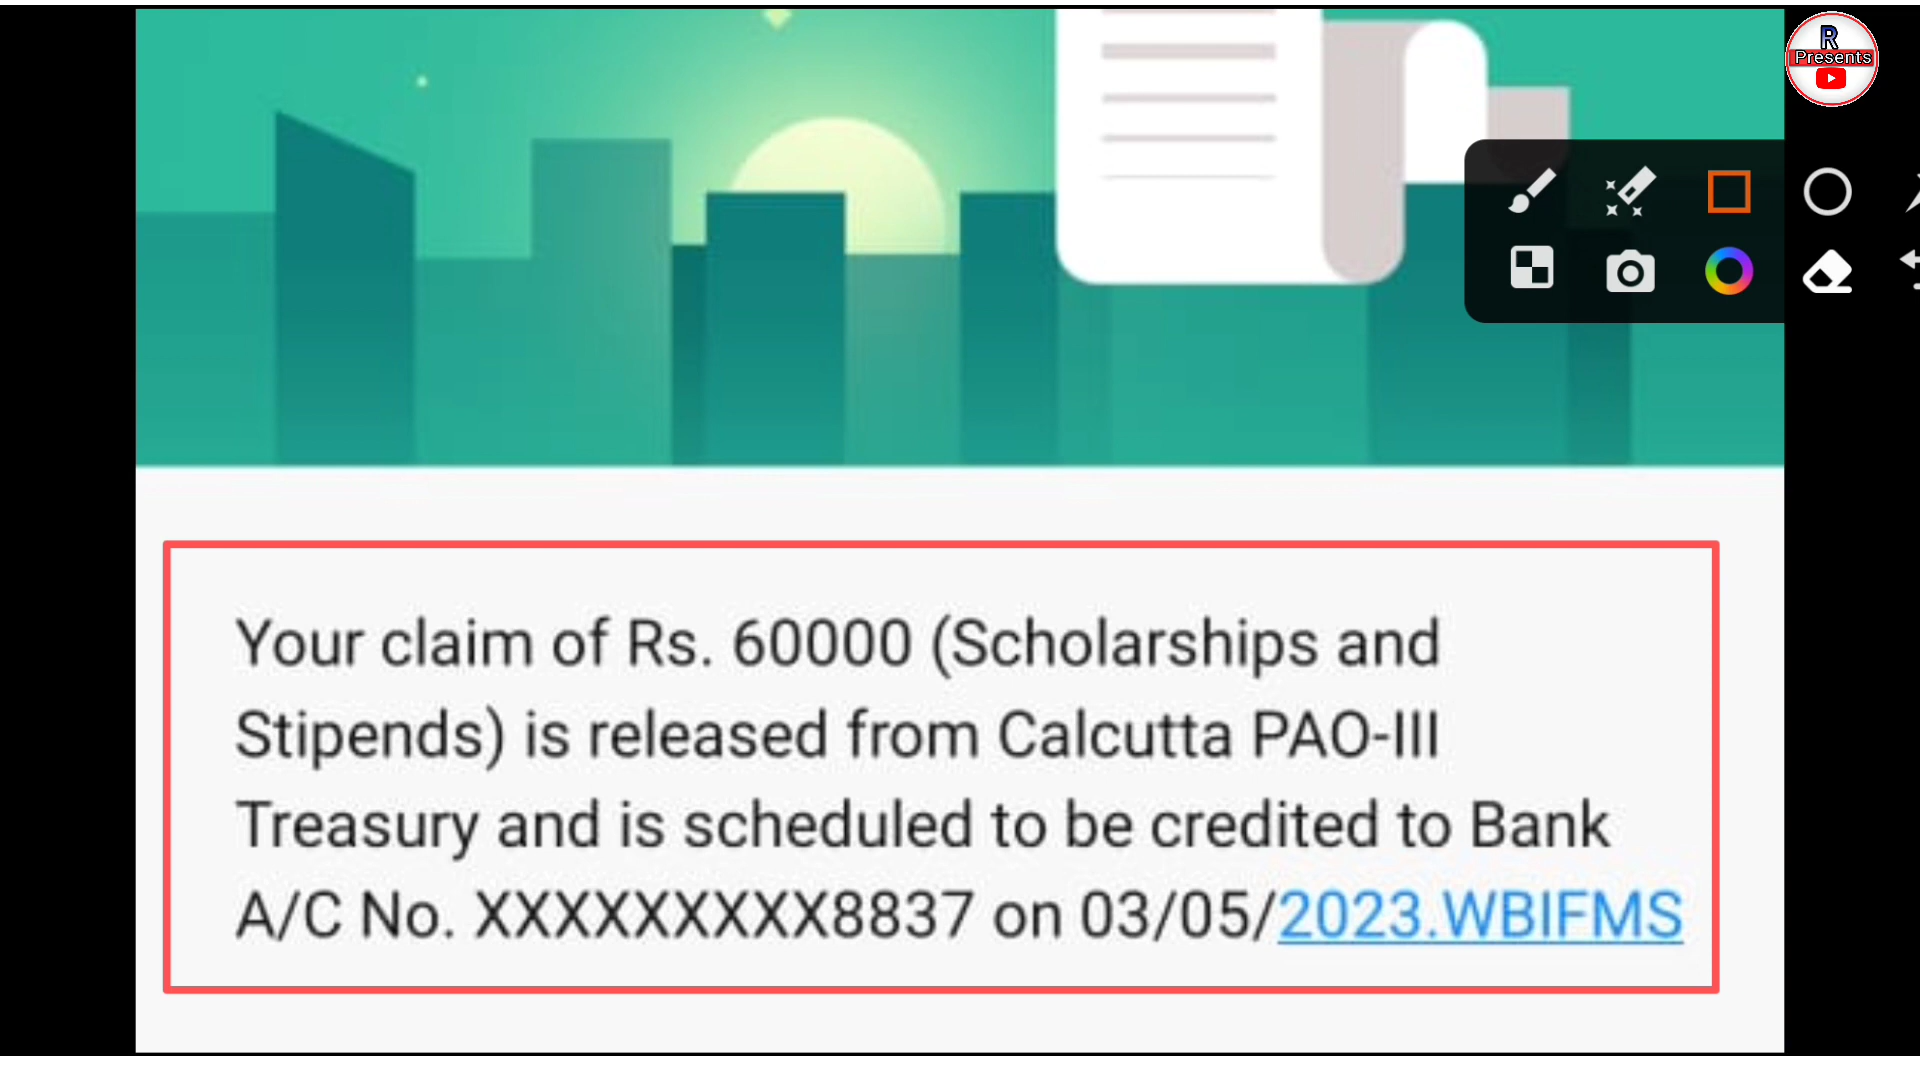 R
Presents
Your claim of Rs. 60000 (Scholarships and
Stipends) is released from Calcutta PAO-III
Treasury and is scheduled to be credited to Bank
A/C No. XXXXXXXXX8837 on 03/05/2023.WBIFMS